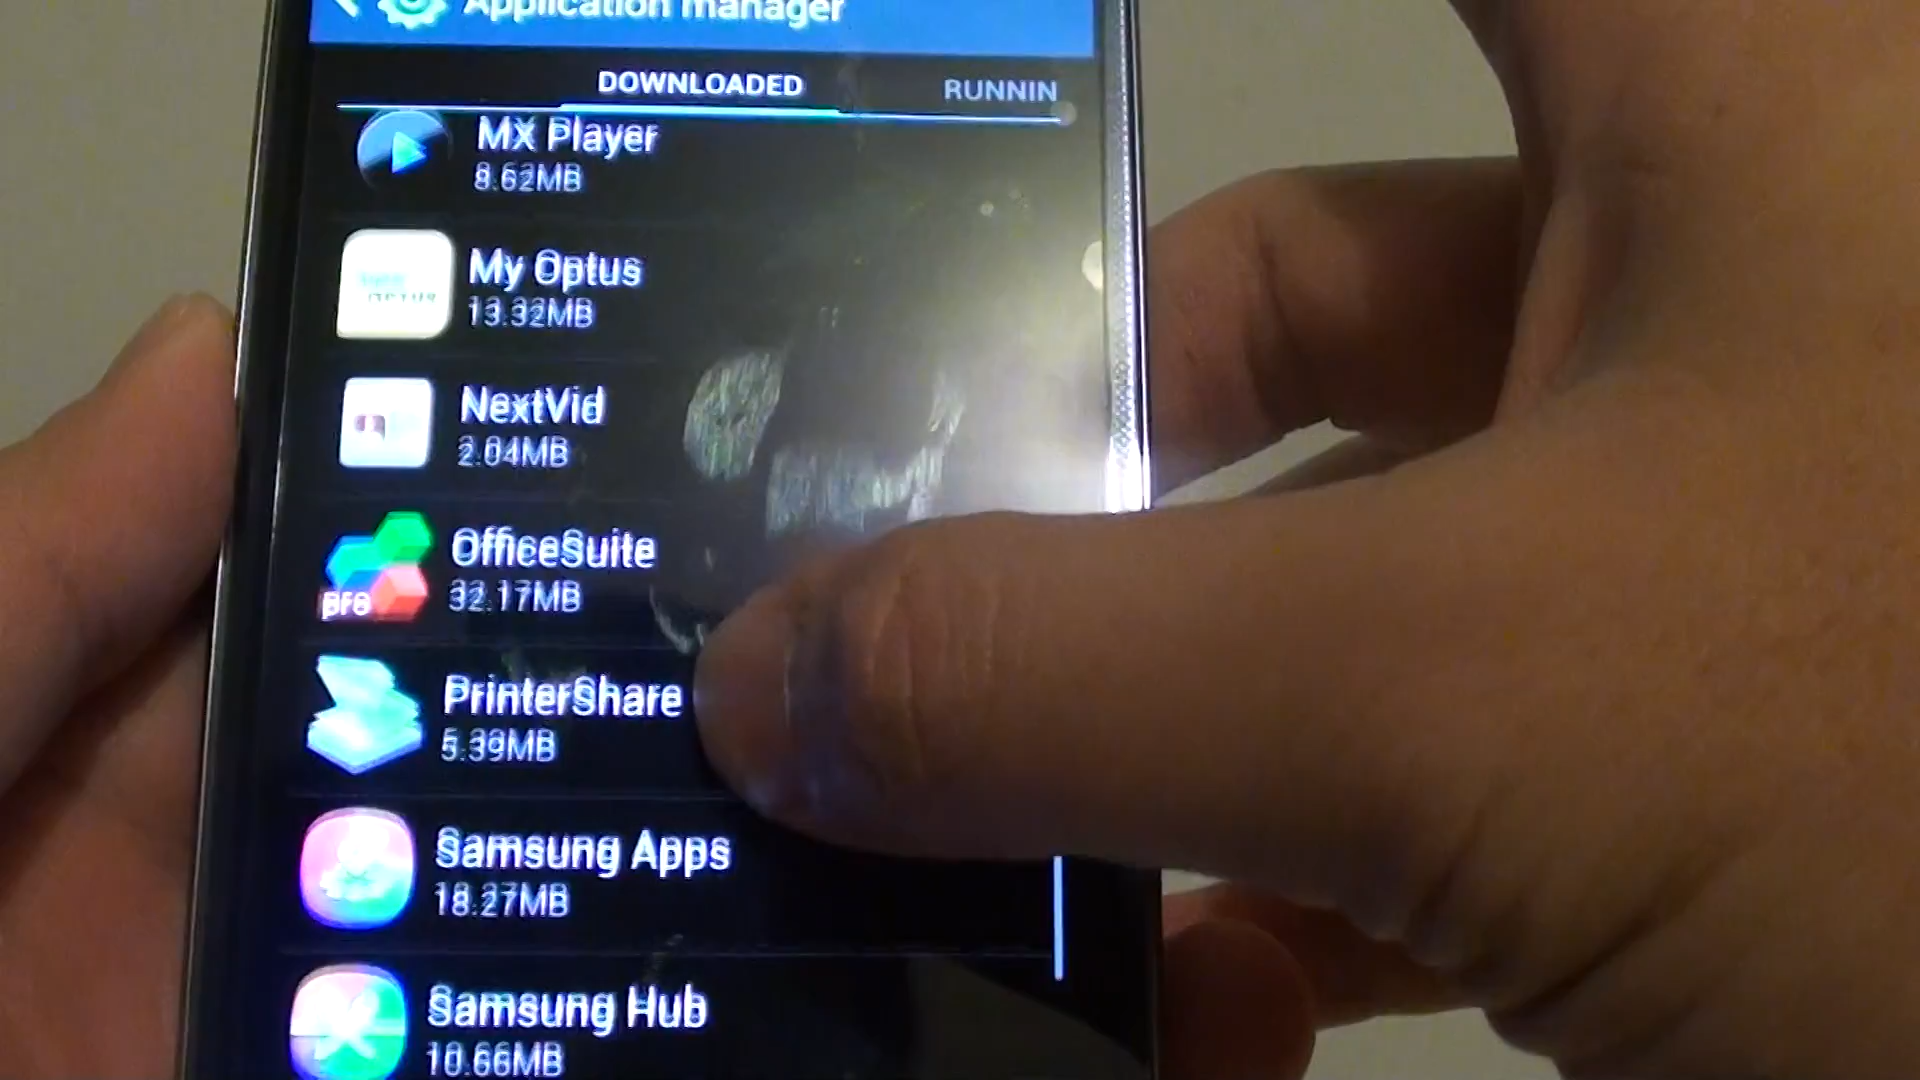 Application manager
DOWNLOADED
RUNNIN
MX Player
8.62MB
My Optus
13.32MB
NextVid
2.04MB
OfficeSuite
32.17MB
PrinterShare
5.39MB
Samsung Apps
18.27MB
Samsung Hub
10.66MB